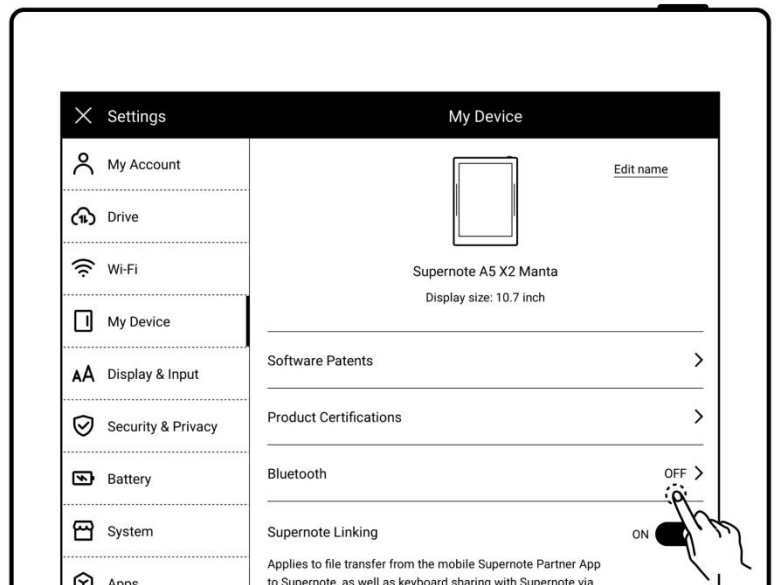 Settings
My Device
My Account
Drive
Wi-Fi
My Device
Display & Input
Security & Privacy
Battery
System
Apps
Edit name
Supernote A5 X2 Manta
Display size: 10.7 inch
Software Patents
Product Certifications
Bluetooth OFF
Supernote Linking ON
Applies to file transfer from the mobile Supernote Partner App
to Supernote, as well as keyboard sharing with Supernote via